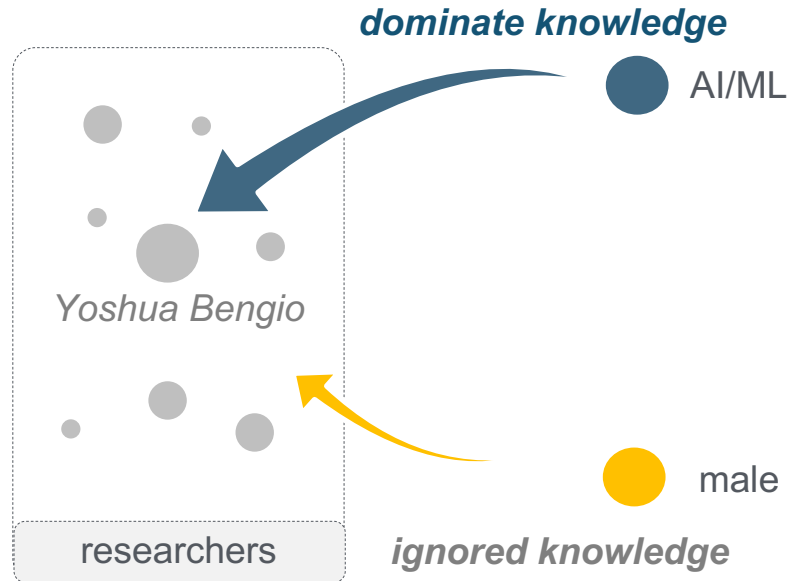 dominate knowledge
AI/ML
Yoshua Bengio
male
researchers
ignored knowledge